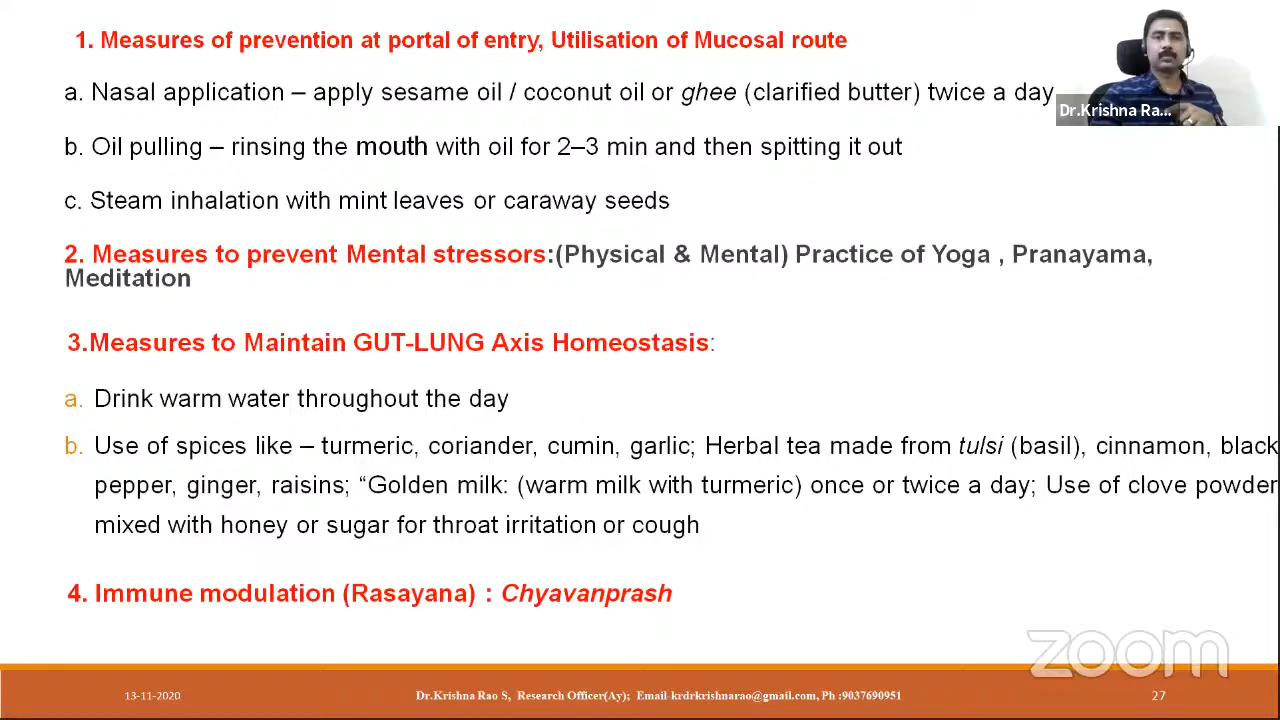 1. Measures of prevention at portal of entry, Utilisation of Mucosal route
a. Nasal application – apply sesame oil / coconut oil or ghee (clarified butter) twice a day
Dr.Krishna Ra...
b. Oil pulling – rinsing the mouth with oil for 2–3 min and then spitting it out
c. Steam inhalation with mint leaves or caraway seeds
2. Measures to prevent Mental stressors:(Physical & Mental) Practice of Yoga , Pranayama,
Meditation
3.Measures to Maintain GUT-LUNG Axis Homeostasis:
a. Drink warm water throughout the day
b. Use of spices like – turmeric, coriander, cumin, garlic; Herbal tea made from tulsi (basil), cinnamon, black
pepper, ginger, raisins; “Golden milk: (warm milk with turmeric) once or twice a day; Use of clove powder
mixed with honey or sugar for throat irritation or cough
4. Immune modulation (Rasayana) : Chyavanprash
zoom
13-11-2020 Dr.Krishna Rao S, Research Officer(Ay); Email-krdrkrishnarao@gmail.com, Ph :9037690951 27